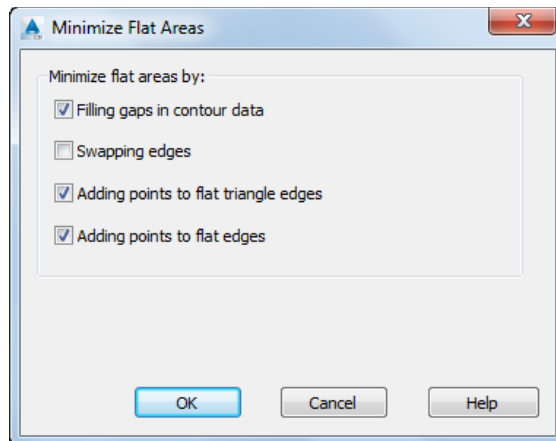 Minimize Flat Areas
Minimize flat areas by:
Filling gaps in contour data
Swapping edges
Adding points to flat triangle edges
Adding points to flat edges
OK Cancel Help